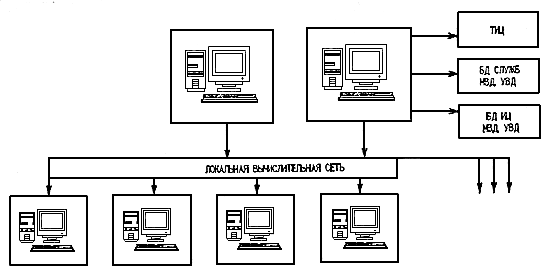 ТИЦ
БД СЛУЖБ
МВД, УВД
БД ИЦ
МВД, УВД
ЛОКАЛЬНАЯ ВЫЧИСЛИТЕЛЬНАЯ СЕТЬ